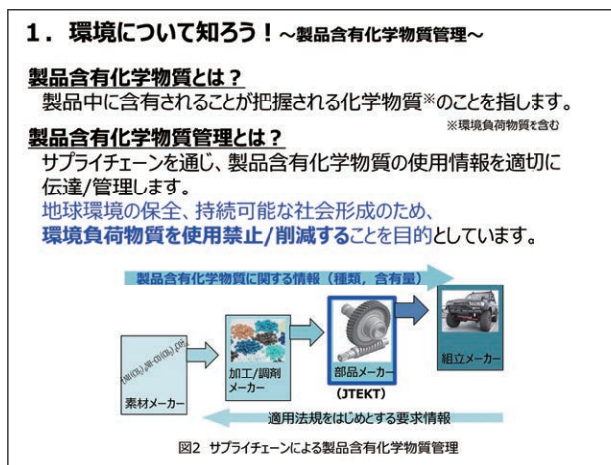 1. 環境について知ろう！～製品含有化学物質管理～
製品含有化学物質とは？
製品中に含有されることが把握される化学物質※のことを指します。
※環境負荷物質を含む
製品含有化学物質管理とは？
サプライチェーンを通じ、製品含有化学物質の使用情報を適切に
伝達/管理します。
地球環境の保全、持続可能な社会形成のため、
環境負荷物質を使用禁止/削減することを目的としています。
製品含有化学物質に関する情報（種類，含有量）
素材メーカー
加工/調剤
メーカー
部品メーカー
（JTEKT）
組立メーカー
適用法規をはじめとする要求情報
図2 サプライチェーンによる製品含有化学物質管理